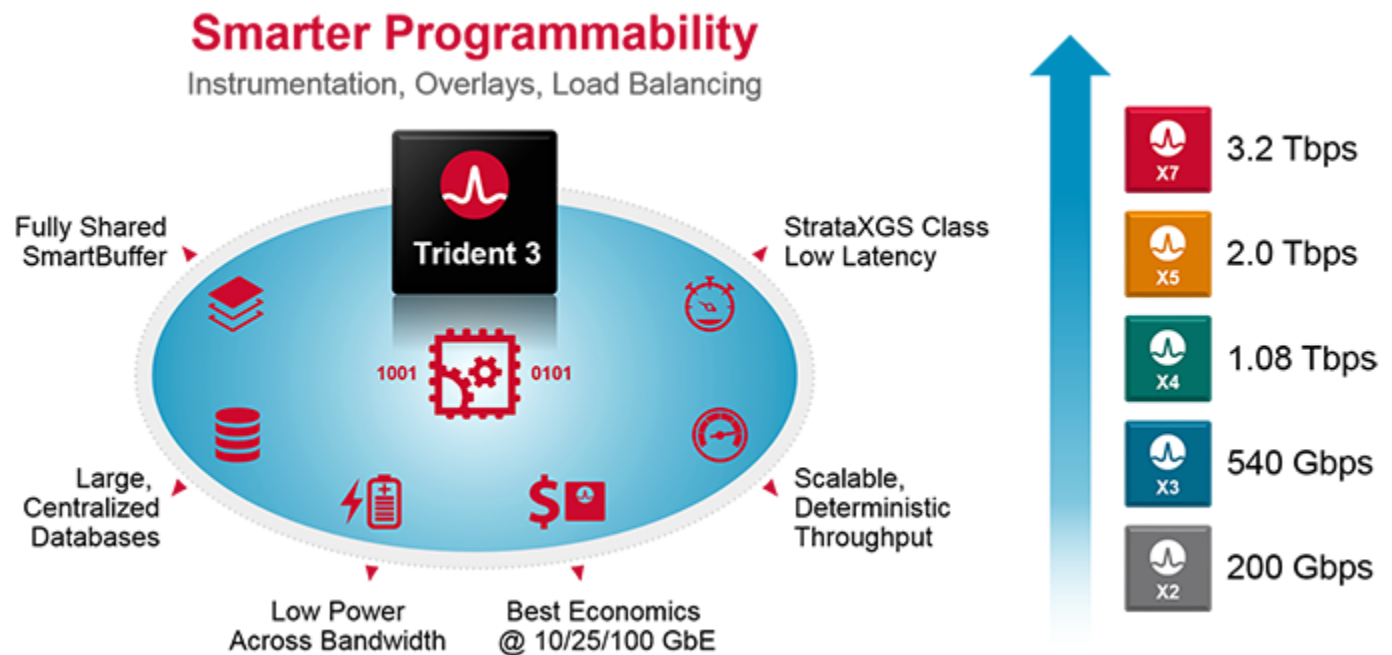 Smarter Programmability
Instrumentation, Overlays, Load Balancing
Trident 3
Fully Shared
SmartBuffer
StrataXGS Class
Low Latency
1001
0101
Large,
Centralized
Databases
Scalable,
Deterministic
Throughput
Low Power
Across Bandwidth
Best Economics
@ 10/25/100 GbE
X7
3.2 Tbps
X5
2.0 Tbps
X4
1.08 Tbps
X3
540 Gbps
X2
200 Gbps